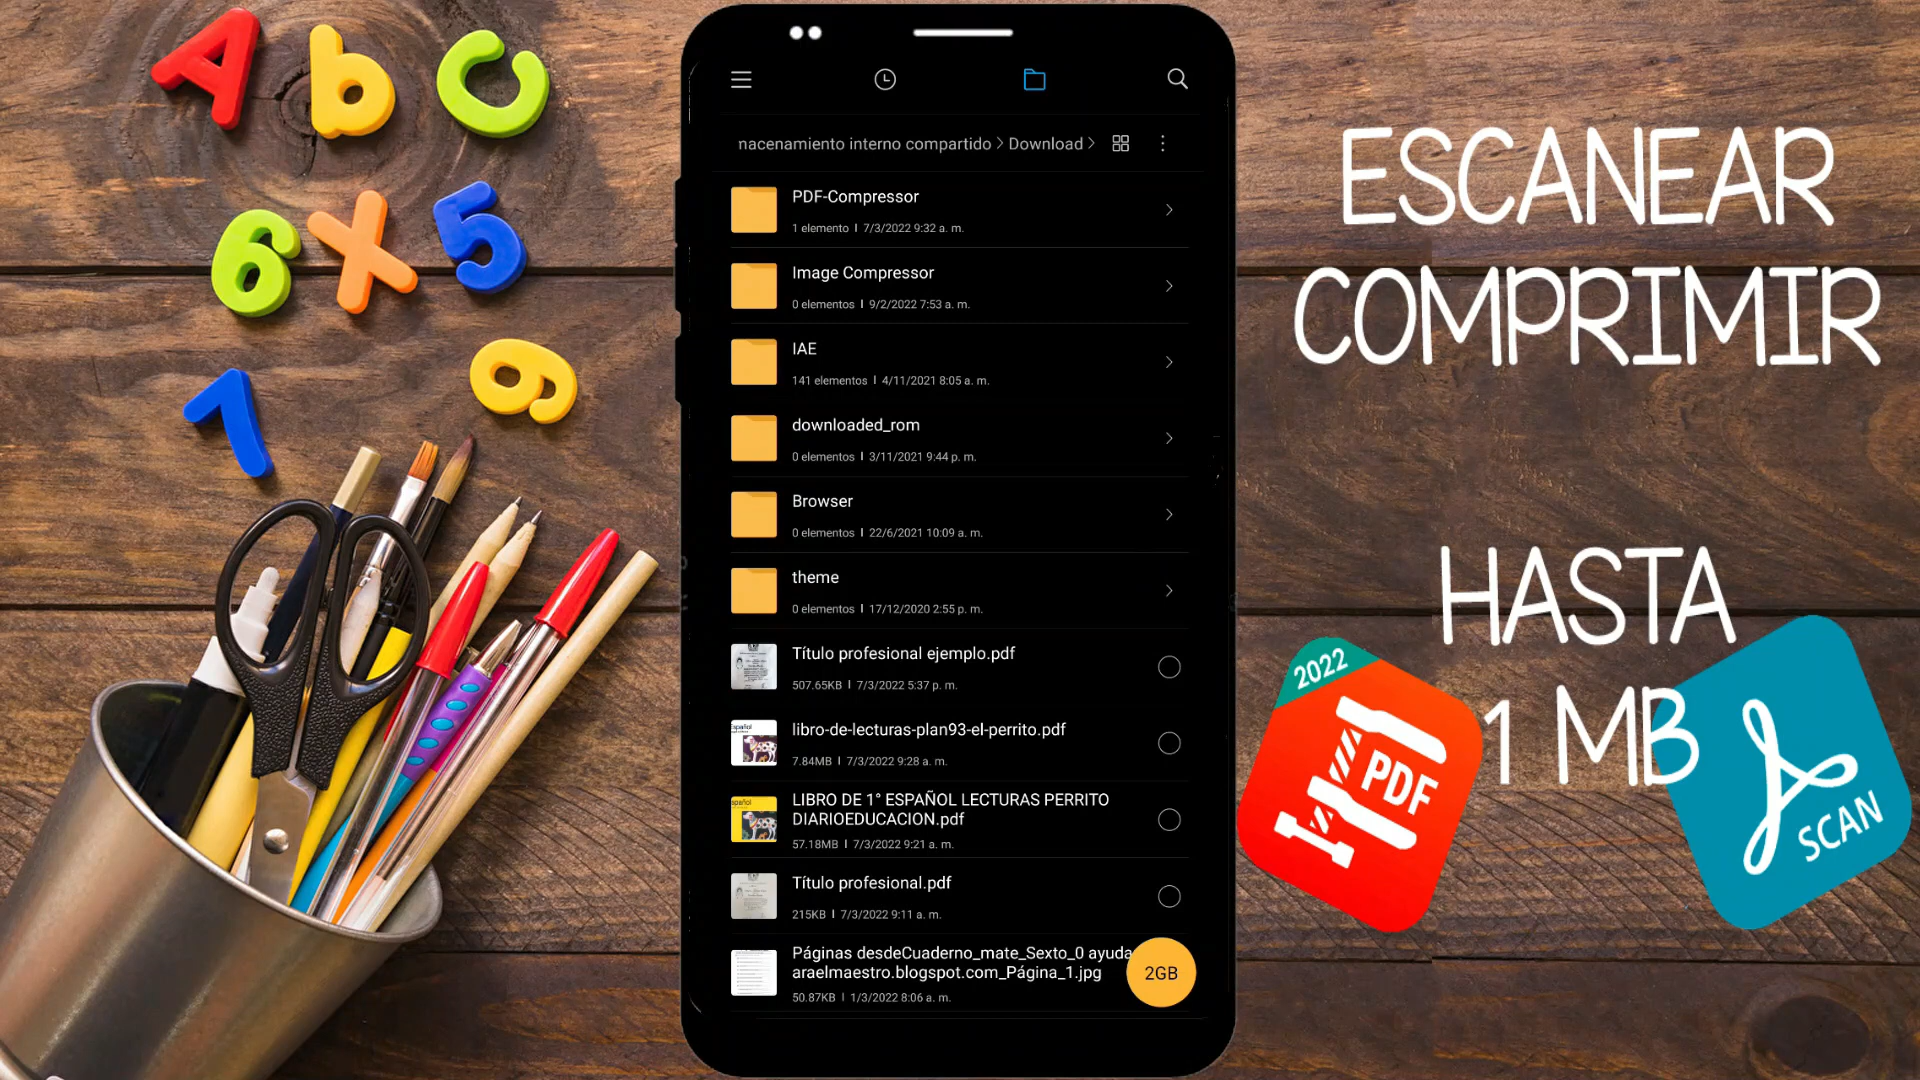 A b C
6 X 5
7 9
nacenamiento interno compartido > Download >
PDF-Compressor
1 elemento | 7/3/2022 9:32 a. m.
Image Compressor
0 elementos | 9/2/2022 7:53 a. m.
IAE
141 elementos | 4/11/2021 8:05 a. m.
downloaded_rom
0 elementos | 3/11/2021 9:44 p. m.
Browser
0 elementos | 22/6/2021 10:09 a. m.
theme
0 elementos | 17/12/2020 2:55 p. m.
Título profesional ejemplo.pdf
507.65KB | 7/3/2022 5:37 p. m.
libro-de-lecturas-plan93-el-perrito.pdf
7.84MB | 7/3/2022 9:28 a. m.
LIBRO DE 1° ESPAÑOL LECTURAS PERRITO
DIARIOEDUCACION.pdf
57.18MB | 7/3/2022 9:21 a. m.
Título profesional.pdf
215KB | 7/3/2022 9:11 a. m.
Páginas desdeCuaderno_mate_Sexto_0 ayuda
araelmaestro.blogspot.com_Página_1.jpg
50.87KB | 1/3/2022 8:06 a. m.
2GB
ESCANEAR
COMPRIMIR
HASTA
1 MB
2022
PDF
SCAN